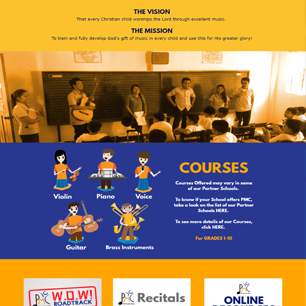 THE VISION
That every Christian child worships the Lord through excellent music.
THE MISSION
To train and fully develop God's gift of music in every child and use this for His greater glory!
COURSES
Courses Offered may vary in some
of our Partner Schools.
To know if your School offers PMC,
take a look on the list of our Partner
Schools HERE.
To see more details of our Courses,
click HERE.
For GRADES 1-10
Violin
Piano
Voice
Guitar
Brass Instruments
W.O.W!
ROADTRACK
Recitals
ONLINE